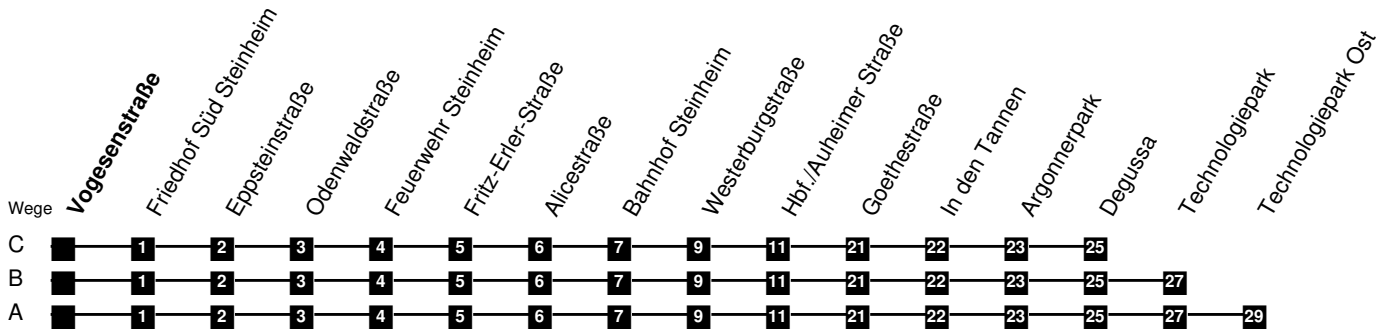 Wege Vogesenstraße Friedhof Süd Steinheim Eppsteinstraße Odenwaldstraße Feuerwehr Steinheim Fritz-Erler-Straße Alicestraße Bahnhof Steinheim Westerburgstraße Hbf./Auheimer Straße Goethestraße In den Tannen Argonnerpark Degussa Technologiepark Technologiepark Ost
C 1 2 3 4 5 6 7 9 11 21 22 23 25
B 1 2 3 4 5 6 7 9 11 21 22 23 25 27
A 1 2 3 4 5 6 7 9 11 21 22 23 25 27 29